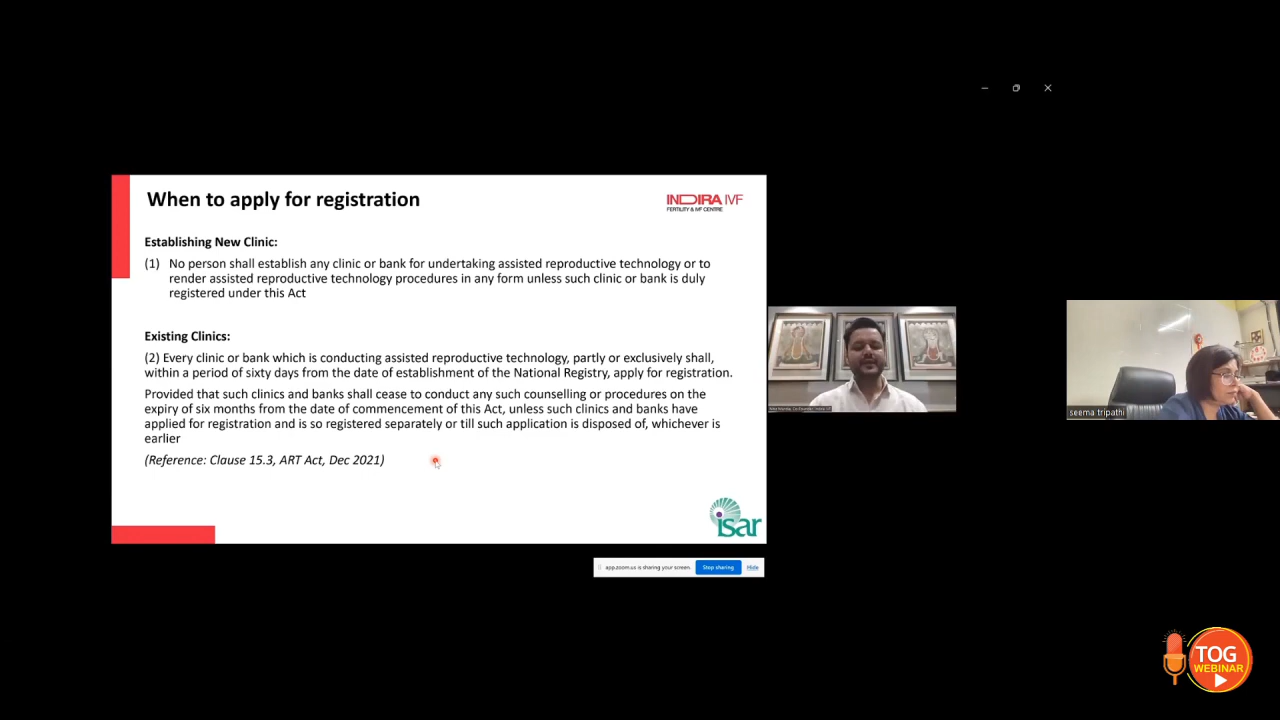 When to apply for registration
INDIRA IVF
FERTILITY & IVF CENTRE
Establishing New Clinic:
(1) No person shall establish any clinic or bank for undertaking assisted reproductive technology or to
render assisted reproductive technology procedures in any form unless such clinic or bank is duly
registered under this Act
Existing Clinics:
(2) Every clinic or bank which is conducting assisted reproductive technology, partly or exclusively shall,
within a period of sixty days from the date of establishment of the National Registry, apply for registration.
Provided that such clinics and banks shall cease to conduct any such counselling or procedures on the
expiry of six months from the date of commencement of this Act, unless such clinics and banks have
applied for registration and is so registered separately or till such application is disposed of, whichever is
earlier
(Reference: Clause 15.3, ART Act, Dec 2021)
isar
seema tripathi
app.zoom.us is sharing your screen.
Stop sharing
Hide
TOG
WEBINAR